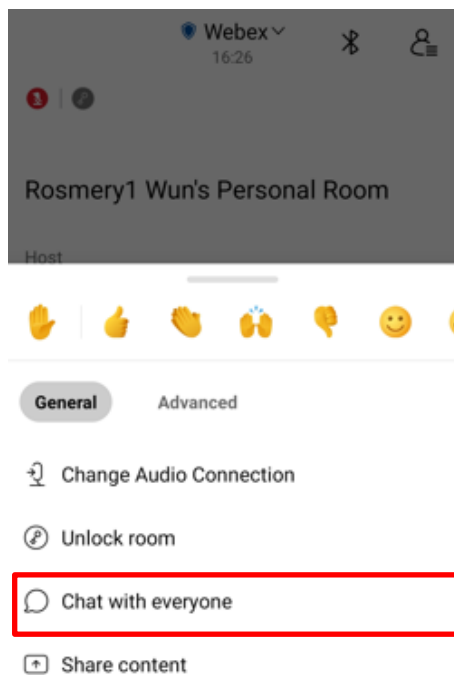 Webex
16:26
Rosmery1 Wun's Personal Room
Host
General Advanced
Change Audio Connection
Unlock room
Chat with everyone
Share content